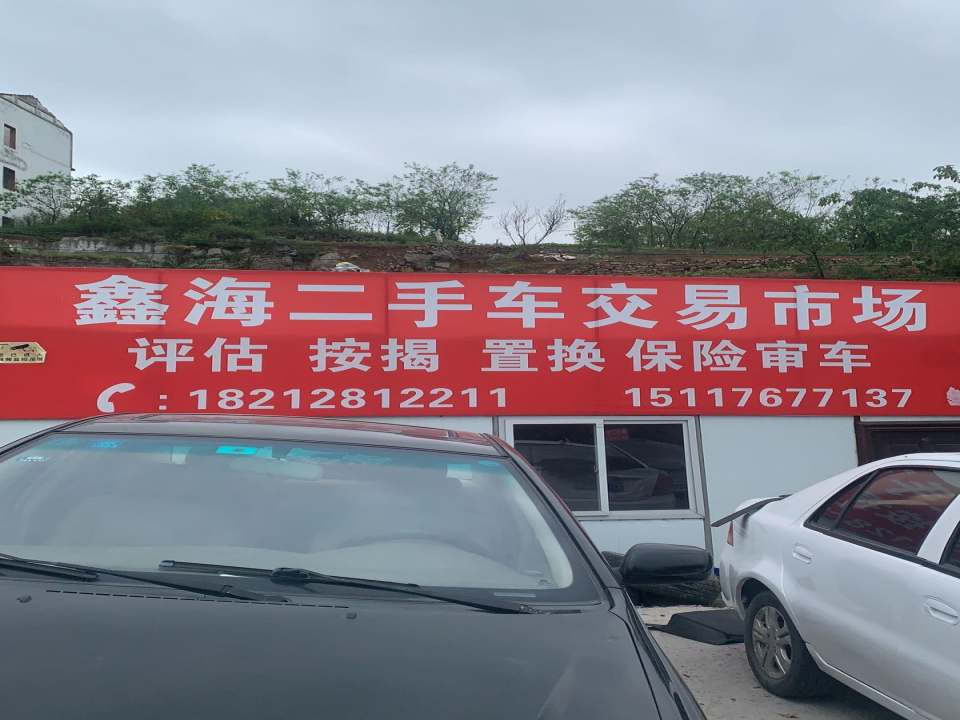 鑫海二手车交易市场
评估 按揭 置换 保险审车
:18212812211 15117677137